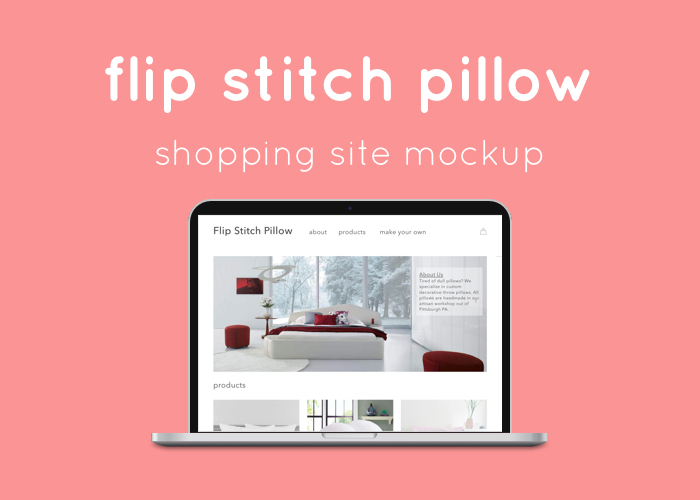 flip stitch pillow
shopping site mockup
Flip Stitch Pillow about products make your own
About Us
Tired of dull pillows? We
specialize in custom
decorative throw pillows. All
pillows are handmade in our
artisan workshop out of
Pittsburgh PA.
products